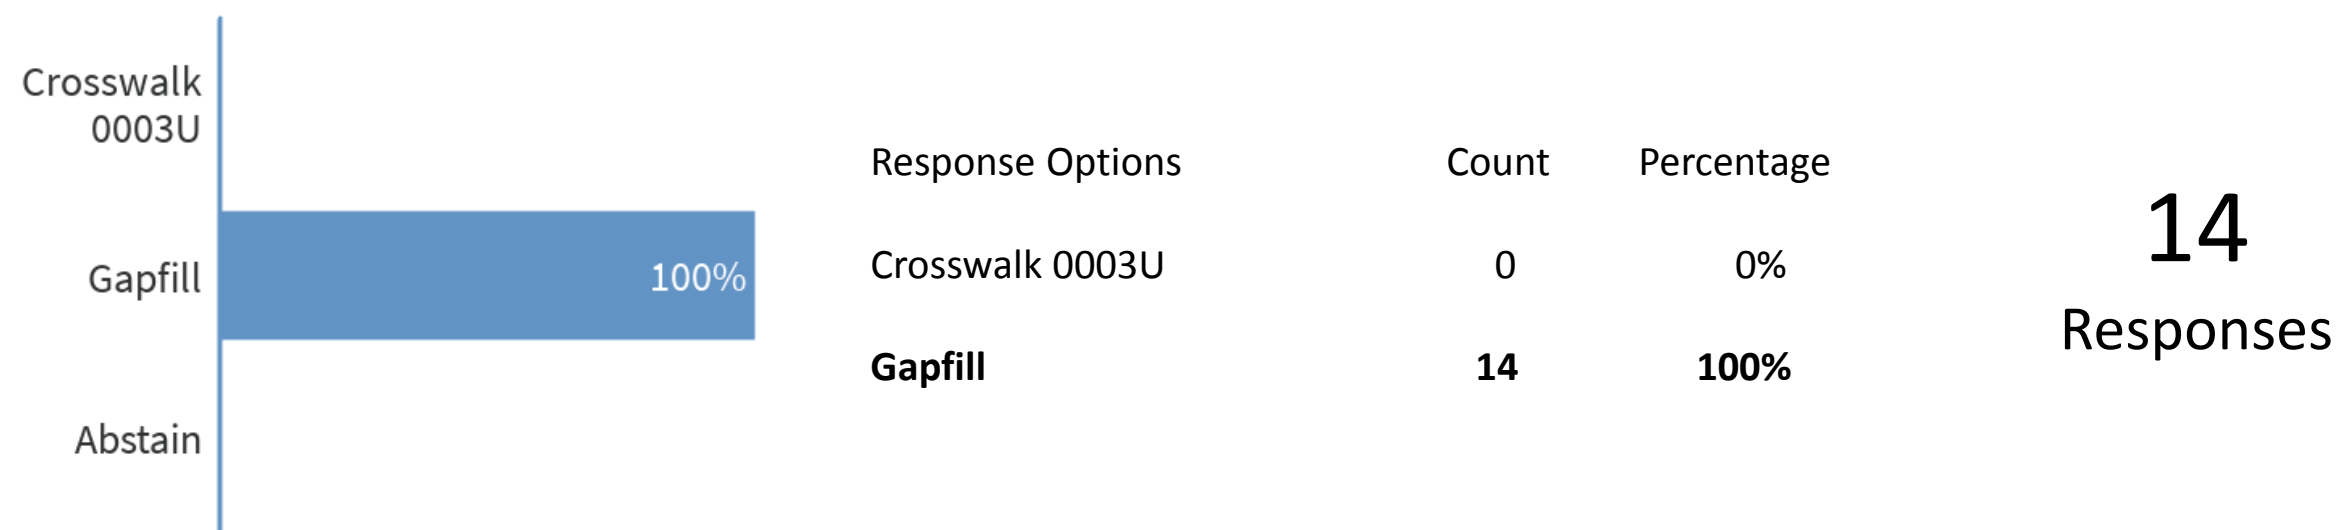 Crosswalk
0003U
Gapfill
100%
Abstain
Response Options Count Percentage
Crosswalk 0003U 0 0%
Gapfill 14 100%
14
Responses